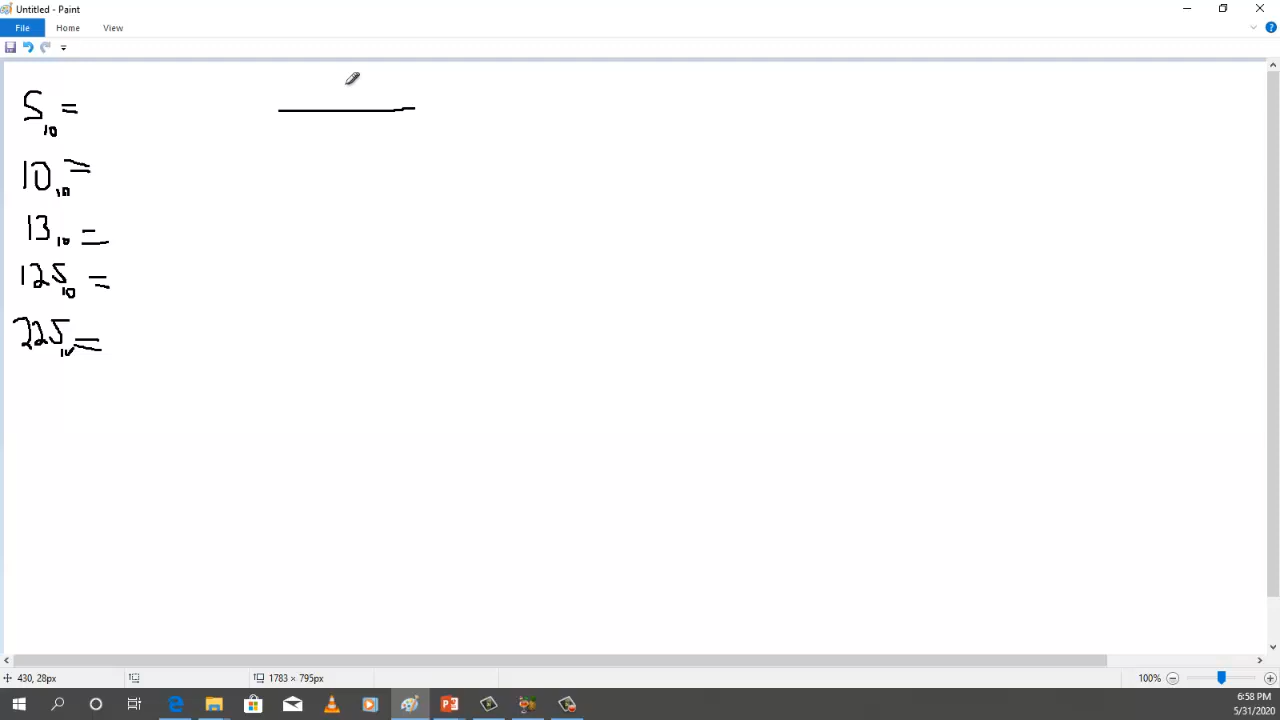 Untitled - Paint
File Home View
5₁₀ =
10₁₀ =
13₁₀ =
125₁₀ =
225₁₀ =
430, 28px
1783 × 795px
100%
6:58 PM
5/31/2020